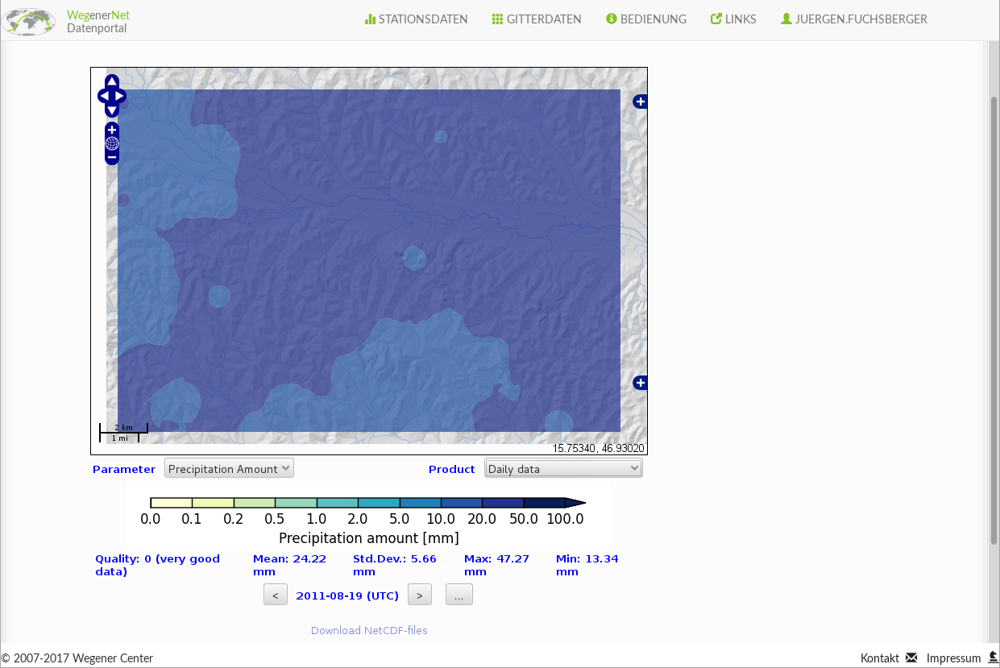 WegenerNet
Datenportal
STATIONSDATEN GITTERDATEN BEDIENUNG LINKS JUERGEN.FUCHSBERGER
2 km
1 mi
15.75340, 46.93020
Parameter Precipitation Amount Product Daily data
0.0 0.1 0.2 0.5 1.0 2.0 5.0 10.0 20.0 50.0 100.0
Precipitation amount [mm]
Quality: 0 (very good data) Mean: 24.22 mm Std.Dev.: 5.66 mm Max: 47.27 mm Min: 13.34 mm
< 2011-08-19 (UTC) > ...
Download NetCDF-files
© 2007-2017 Wegener Center Kontakt Impressum